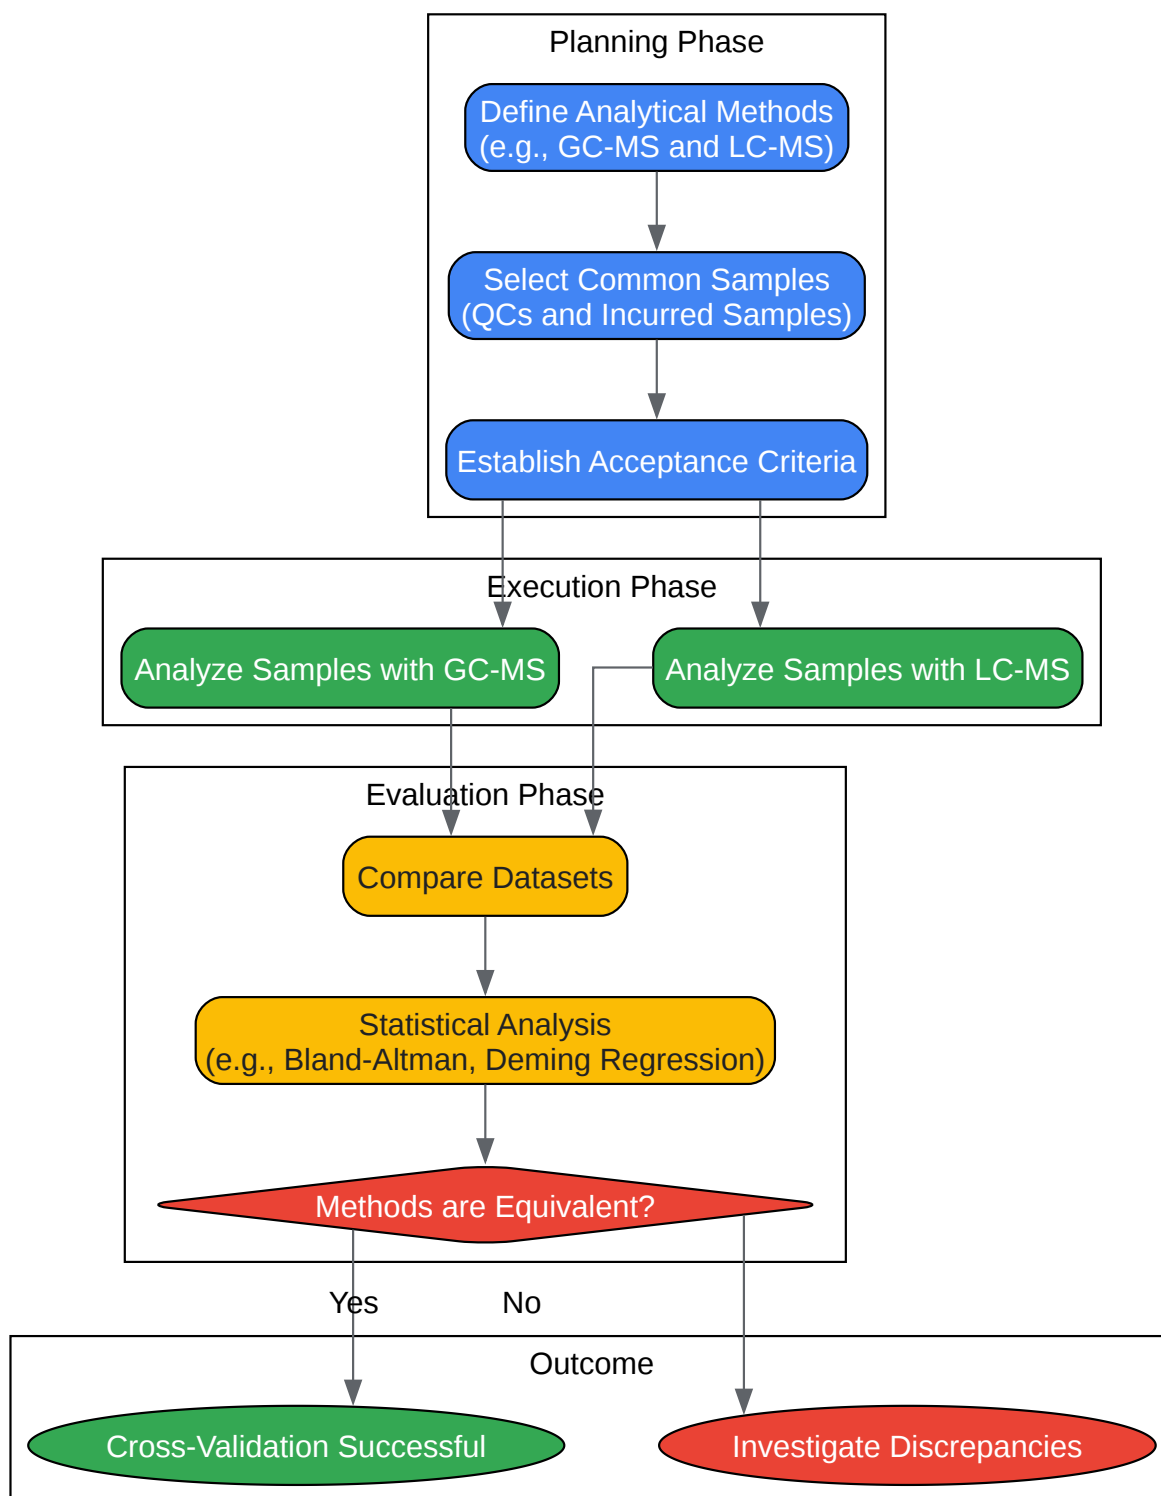 Planning Phase
Define Analytical Methods
(e.g., GC-MS and LC-MS)
Select Common Samples
(QCs and Incurred Samples)
Establish Acceptance Criteria
Execution Phase
Analyze Samples with GC-MS
Analyze Samples with LC-MS
Evaluation Phase
Compare Datasets
Statistical Analysis
(e.g., Bland-Altman, Deming Regression)
Methods are Equivalent?
Yes
No
Outcome
Cross-Validation Successful
Investigate Discrepancies